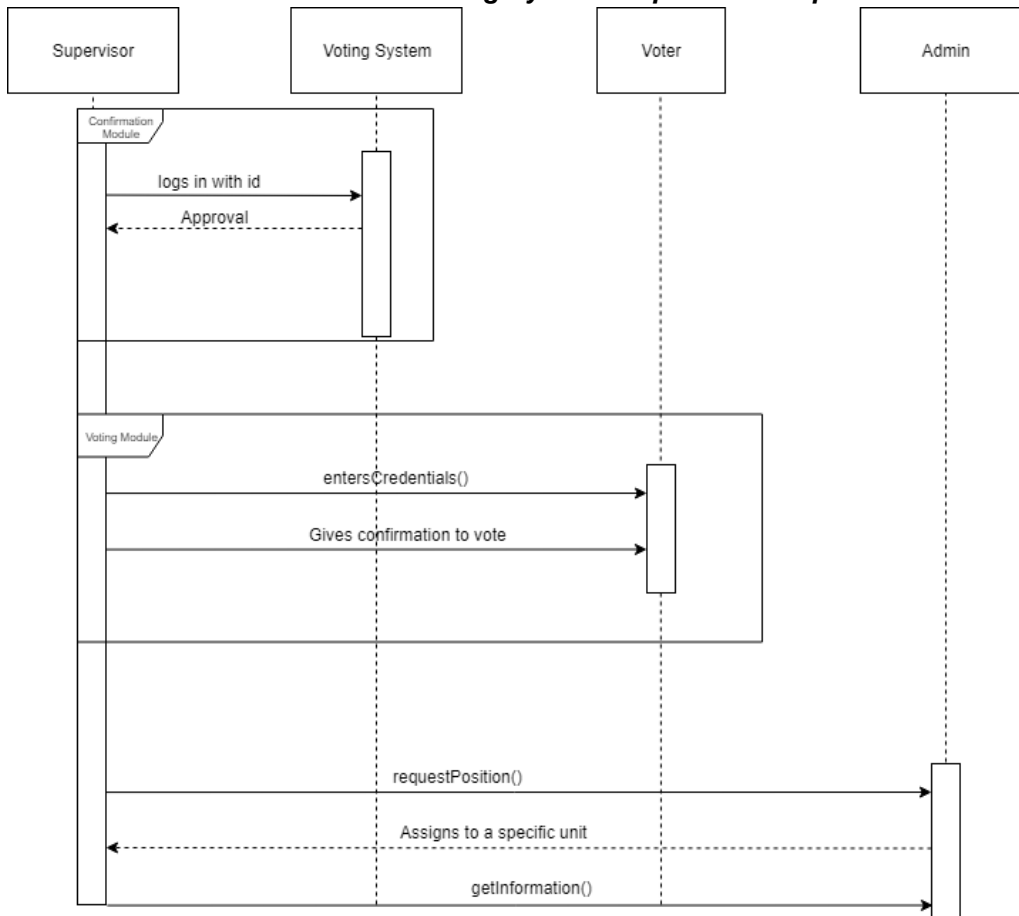 Supervisor
Voting System
Voter
Admin
Confirmation
Module
logs in with id
Approval
Voting Module
entersCredentials()
Gives confirmation to vote
requestPosition()
Assigns to a specific unit
getInformation()